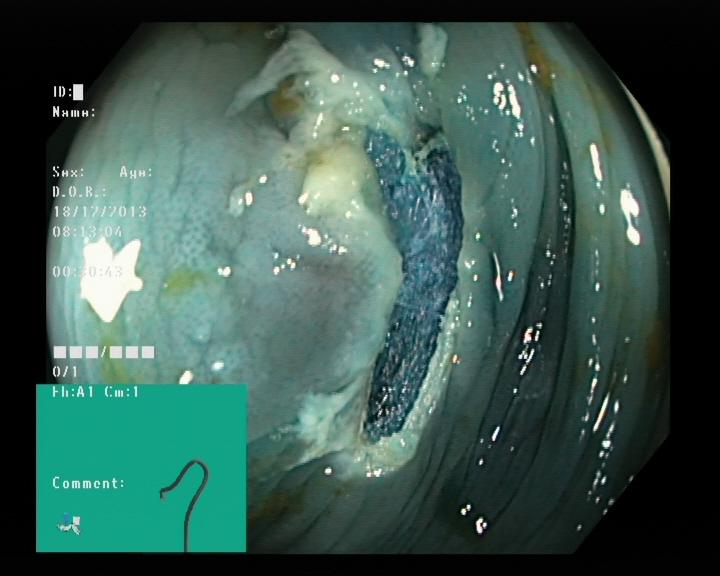 ID:
Name:
Sex: Age:
D.O.B.:
18/12/2013
08:13:04
00:30:43
/
0/1
Eh:A1 Cm:1
Comment: